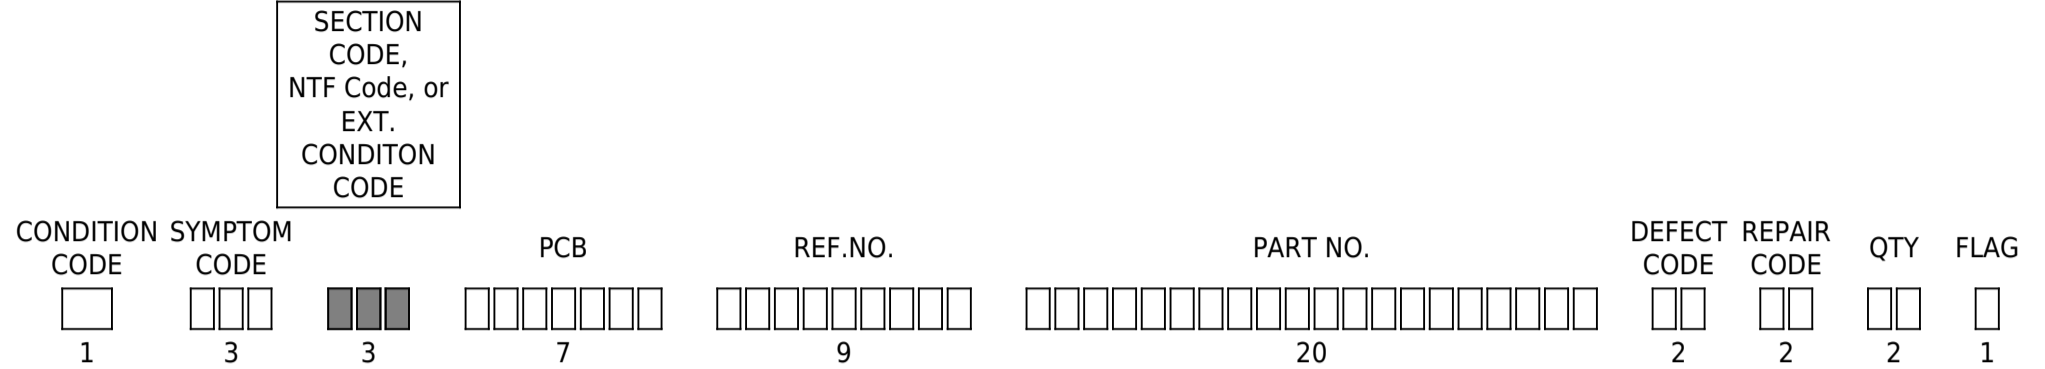 SECTION
CODE,
NTF Code, or
EXT.
CONDITON
CODE
CONDITION CODE
SYMPTOM CODE
PCB
REF.NO.
PART NO.
DEFECT CODE
REPAIR CODE
QTY
FLAG
1 3 3 7 9 20 2 2 2 1